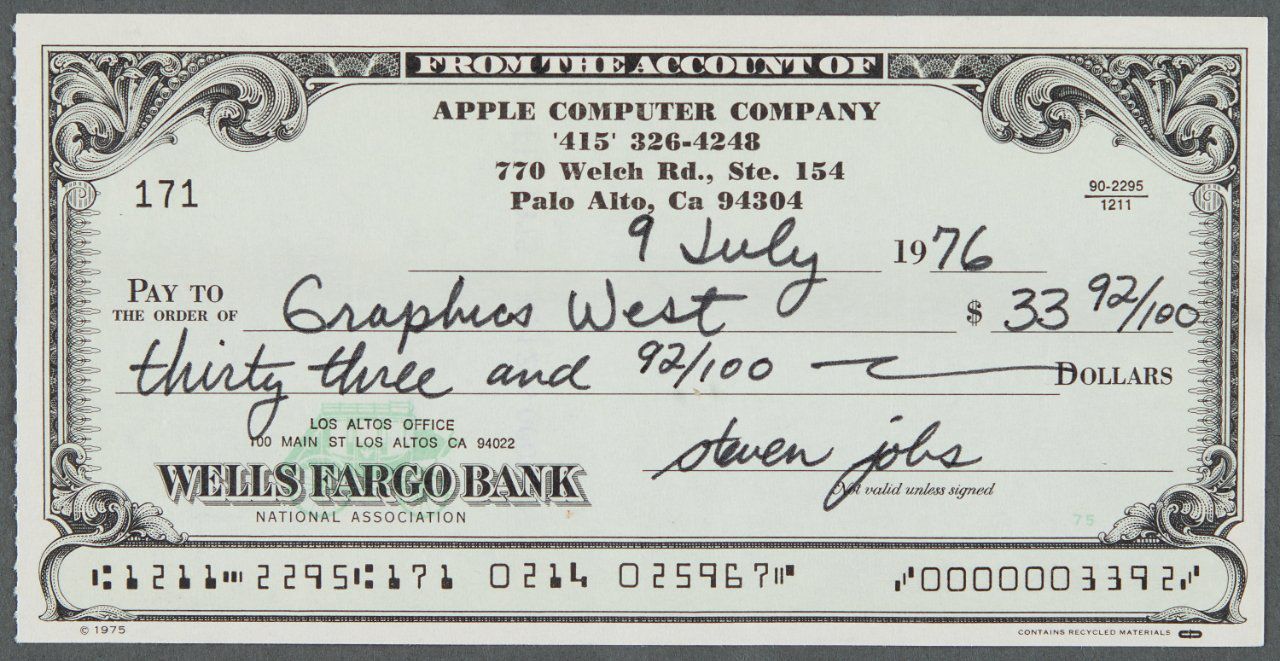 FROM THE ACCOUNT OF
APPLE COMPUTER COMPANY
'415' 326-4248
770 Welch Rd., Ste. 154
Palo Alto, Ca 94304
171
90-2295
1211
9 July 1976
PAY TO
THE ORDER OF Graphics West $ 33 92/100
thirty three and 92/100 DOLLARS
LOS ALTOS OFFICE
100 MAIN ST LOS ALTOS CA 94022
WELLS FARGO BANK
NATIONAL ASSOCIATION
steven jobs
Not valid unless signed
75
⑆1211⑉2295⑆171 0214 025967⑈ ⑇0000003392⑇
© 1975
CONTAINS RECYCLED MATERIALS